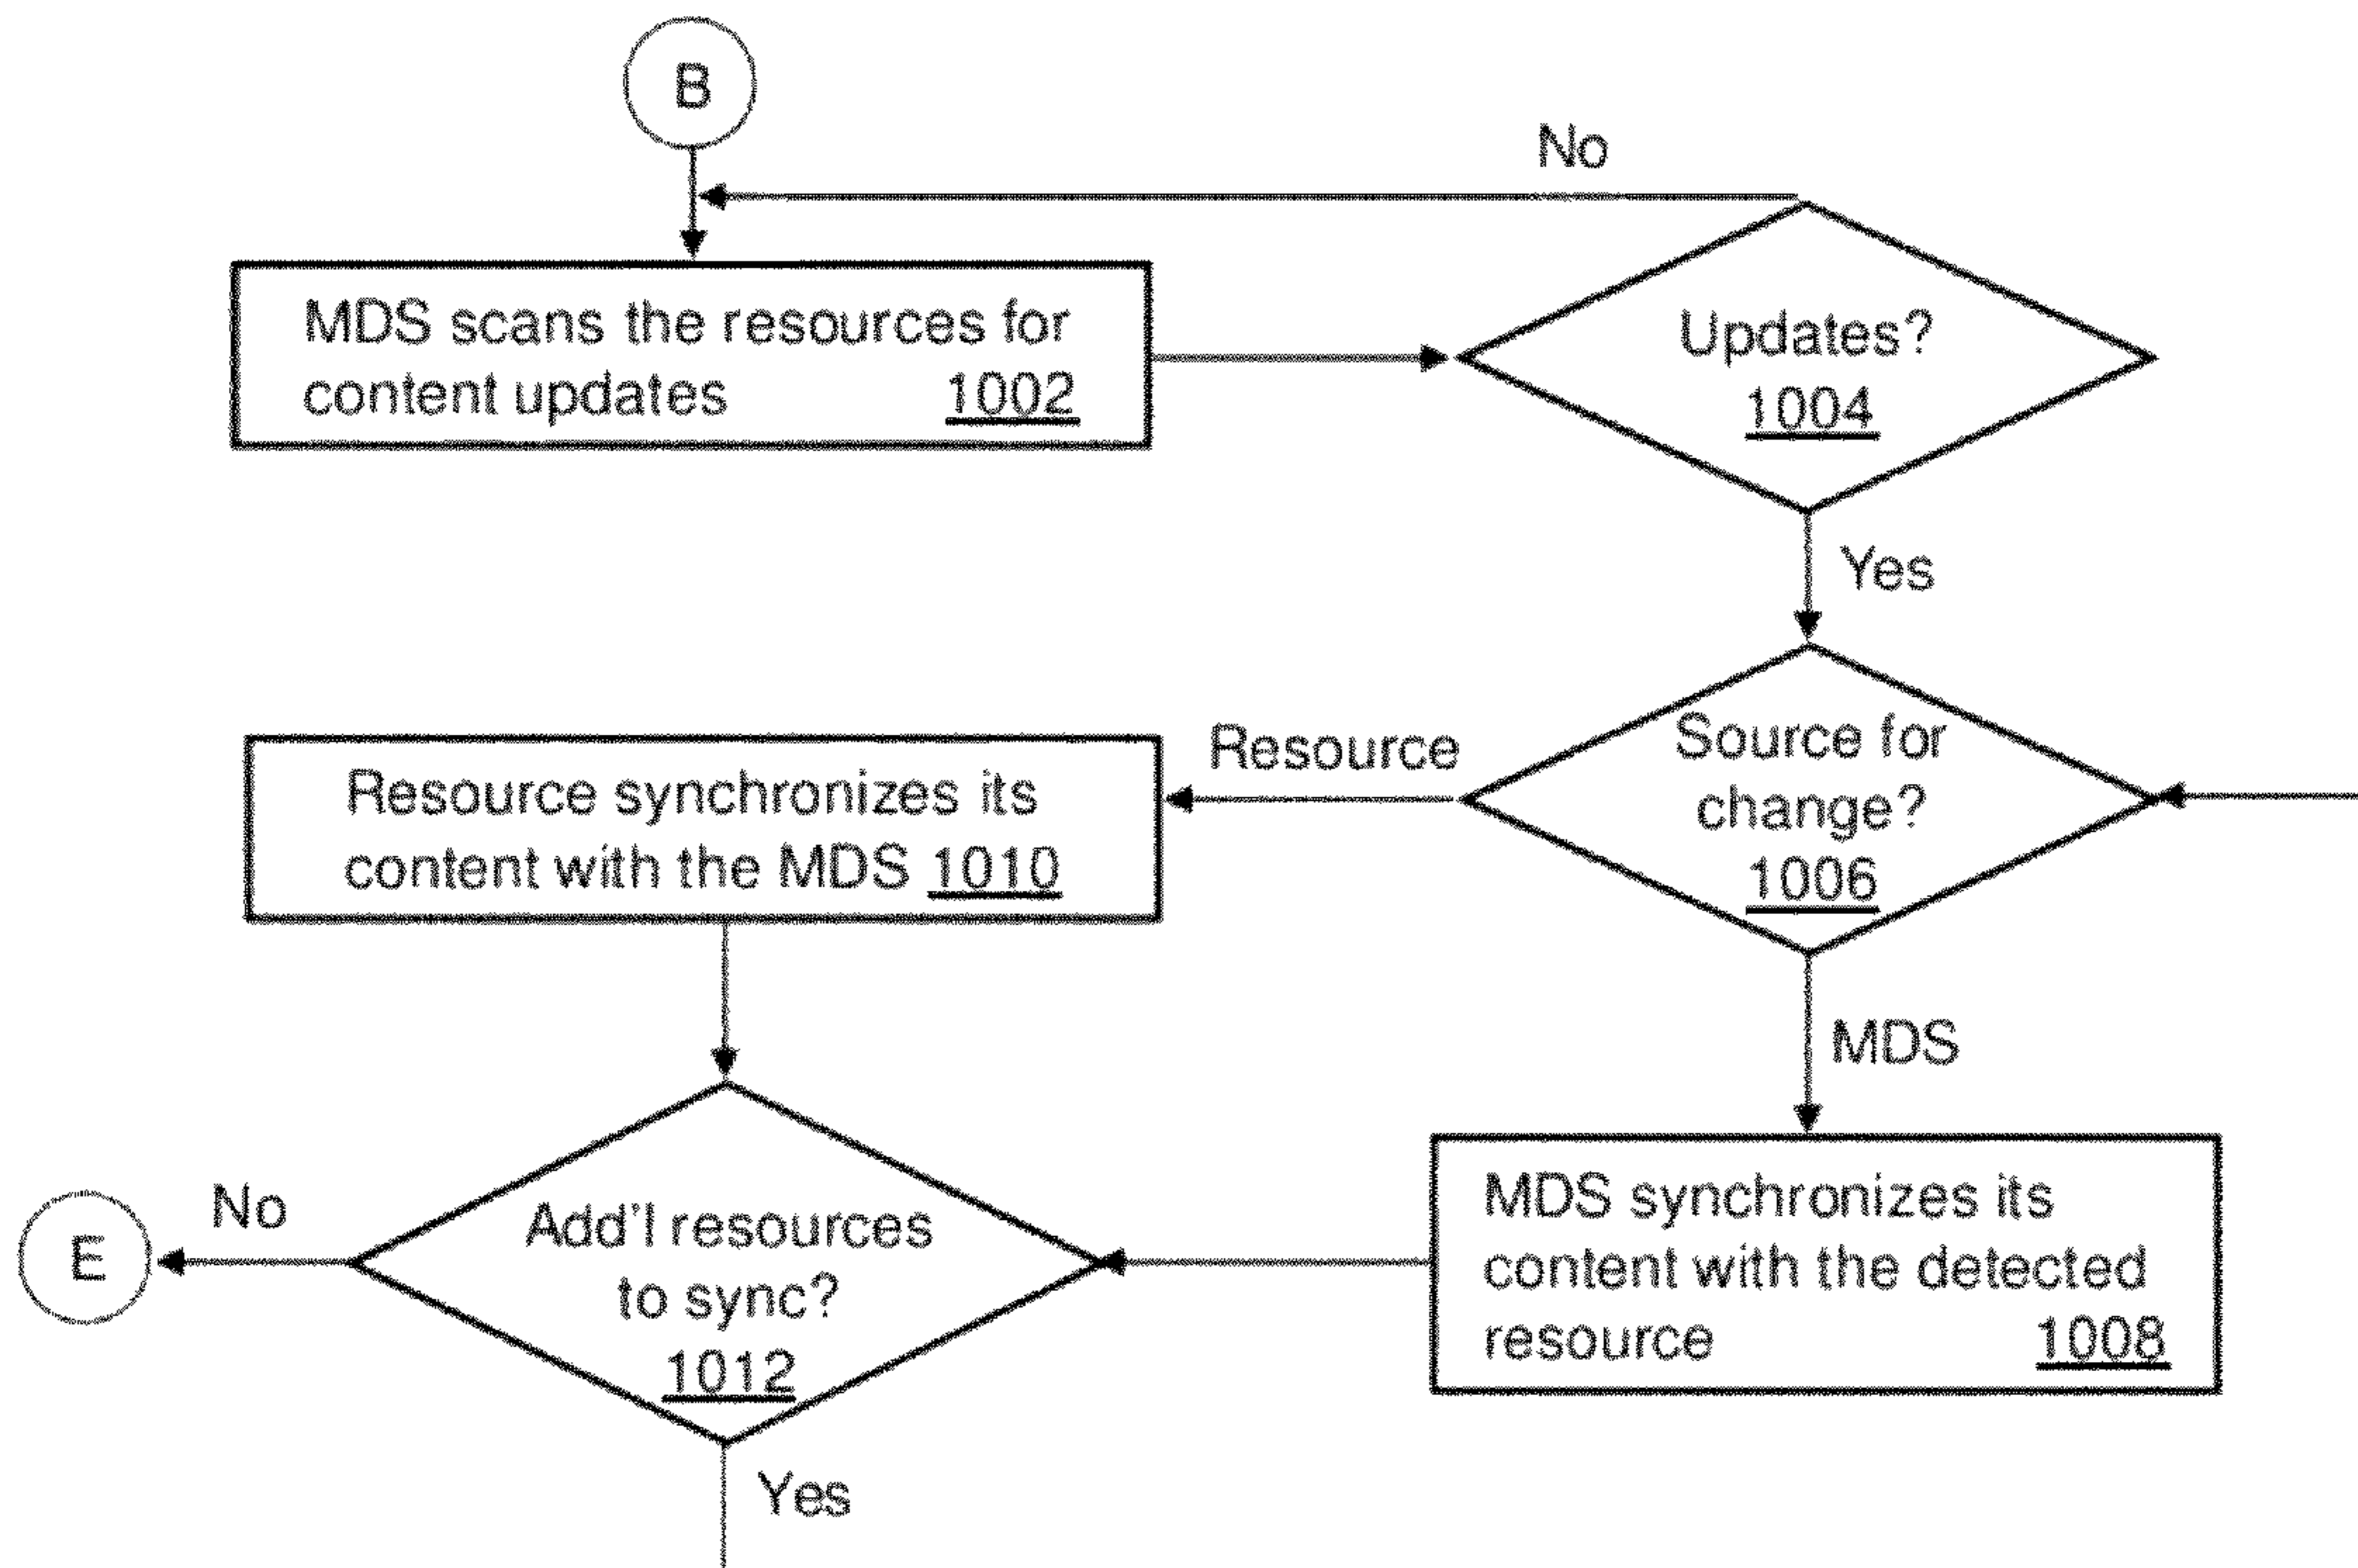 B
No
MDS scans the resources for
content updates 1002
Updates?
1004
Yes
Source for
change?
1006
Resource
Resource synchronizes its
content with the MDS 1010
MDS
MDS synchronizes its
content with the detected
resource 1008
Add'l resources
to sync?
1012
No
E
Yes